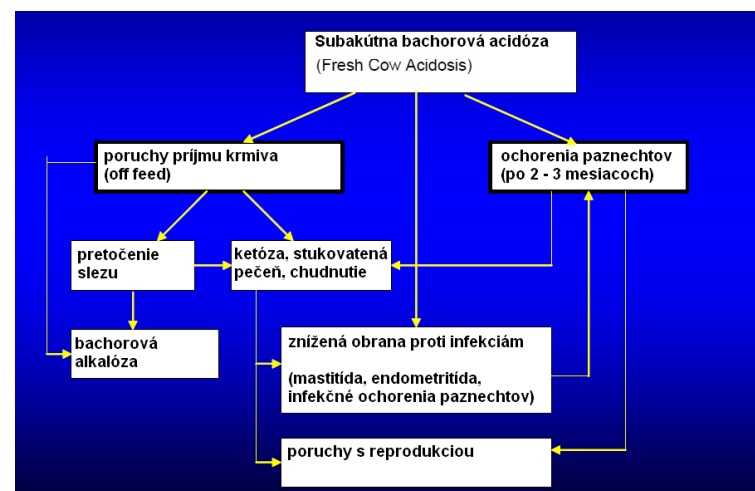 Subakútna bachorová acidóza
(Fresh Cow Acidosis)
poruchy príjmu krmiva
(off feed)
ochorenia paznechtov
(po 2 - 3 mesiacoch)
pretočenie
slezu
ketóza, stukovatená
pečeň, chudnutie
bachorová
alkalóza
znížená obrana proti infekciám
(mastitída, endometritída,
infekčné ochorenia paznechtov)
poruchy s reprodukciou